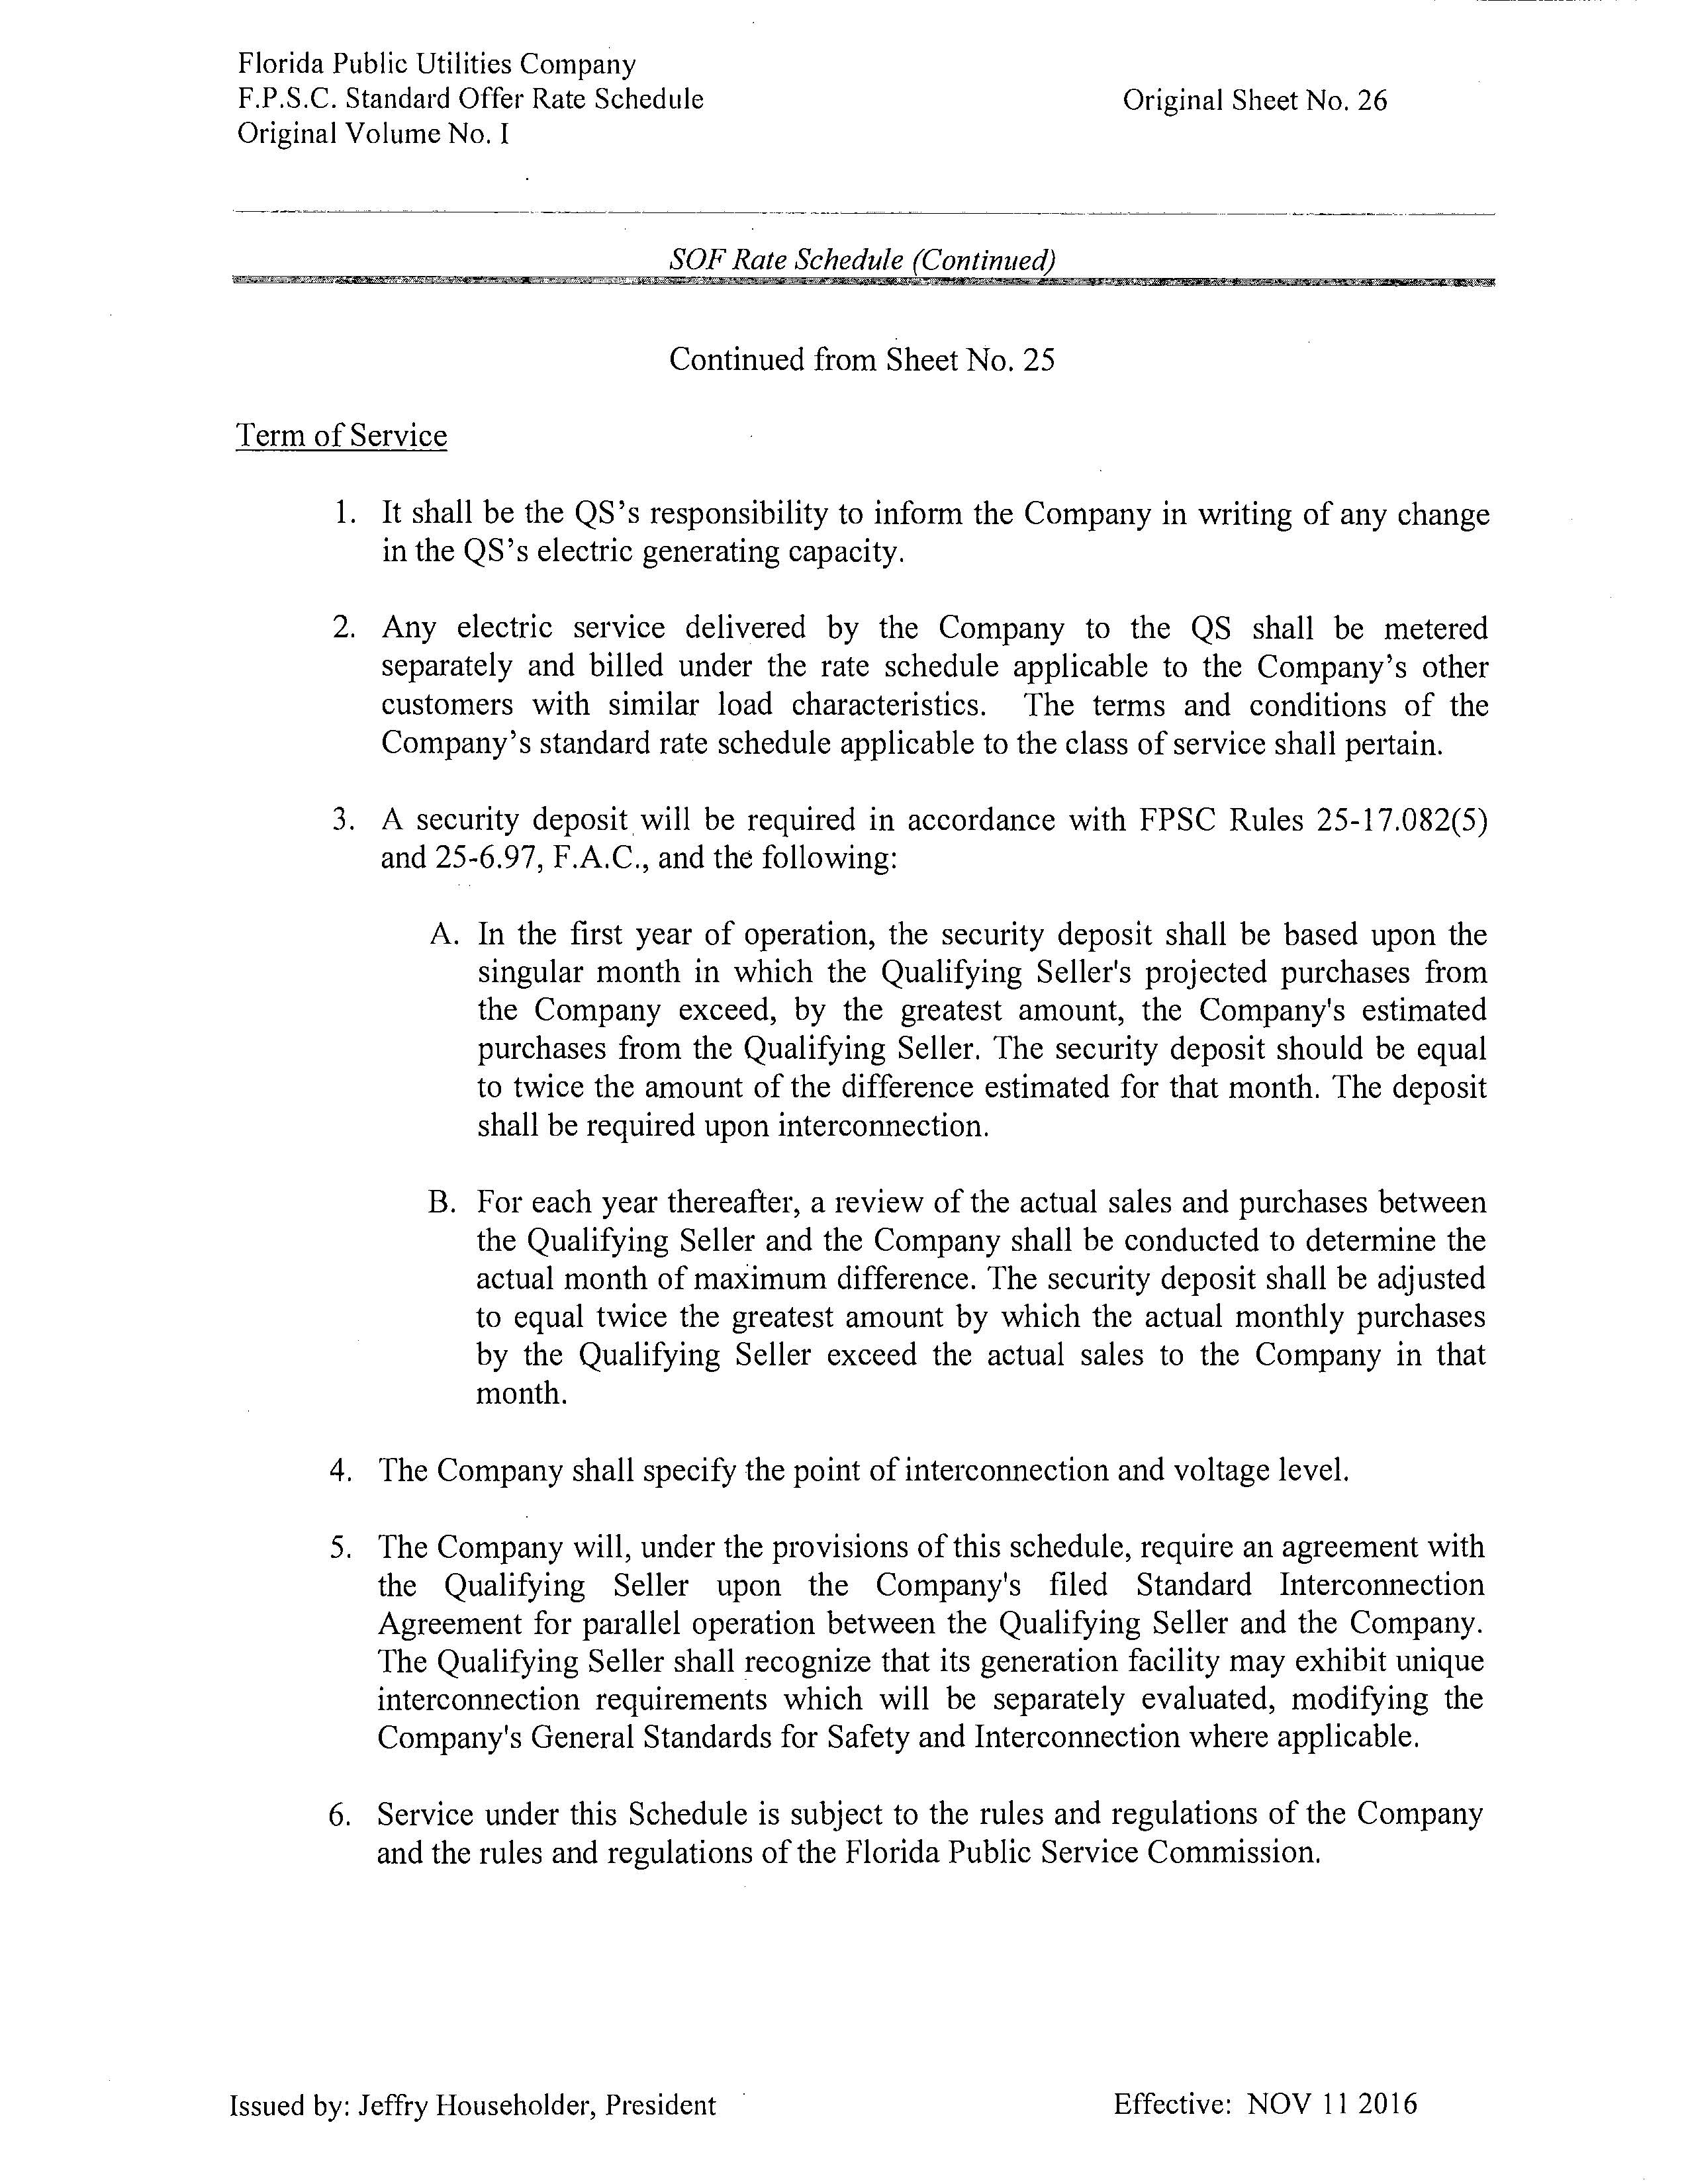 Florida Public Utilities Company
F.P.S.C. Standard Offer Rate Schedule
Original Sheet No. 26
Original Volume No. I
SOF Rate Schedule (Continued)
Continued from Sheet No. 25
Term of Service
1. It shall be the QS's responsibility to inform the Company in writing of any change
in the QS's electric generating capacity.
2. Any electric service delivered by the Company to the QS shall be metered
separately and billed under the rate schedule applicable to the Company's other
customers with similar load characteristics. The terms and conditions of the
Company's standard rate schedule applicable to the class of service shall pertain.
3. A security deposit will be required in accordance with FPSC Rules 25-17.082(5)
and 25-6.97, F.A.C., and the following:
A. In the first year of operation, the security deposit shall be based upon the
singular month in which the Qualifying Seller's projected purchases from
the Company exceed, by the greatest amount, the Company's estimated
purchases from the Qualifying Seller. The security deposit should be equal
to twice the amount of the difference estimated for that month. The deposit
shall be required upon interconnection.
B. For each year thereafter, a review of the actual sales and purchases between
the Qualifying Seller and the Company shall be conducted to determine the
actual month of maximum difference. The security deposit shall be adjusted
to equal twice the greatest amount by which the actual monthly purchases
by the Qualifying Seller exceed the actual sales to the Company in that
month.
4. The Company shall specify the point of interconnection and voltage level.
5. The Company will, under the provisions of this schedule, require an agreement with
the Qualifying Seller upon the Company's filed Standard Interconnection
Agreement for parallel operation between the Qualifying Seller and the Company.
The Qualifying Seller shall recognize that its generation facility may exhibit unique
interconnection requirements which will be separately evaluated, modifying the
Company's General Standards for Safety and Interconnection where applicable.
6. Service under this Schedule is subject to the rules and regulations of the Company
and the rules and regulations of the Florida Public Service Commission.
Issued by: Jeffry Householder, President
Effective: NOV 11 2016